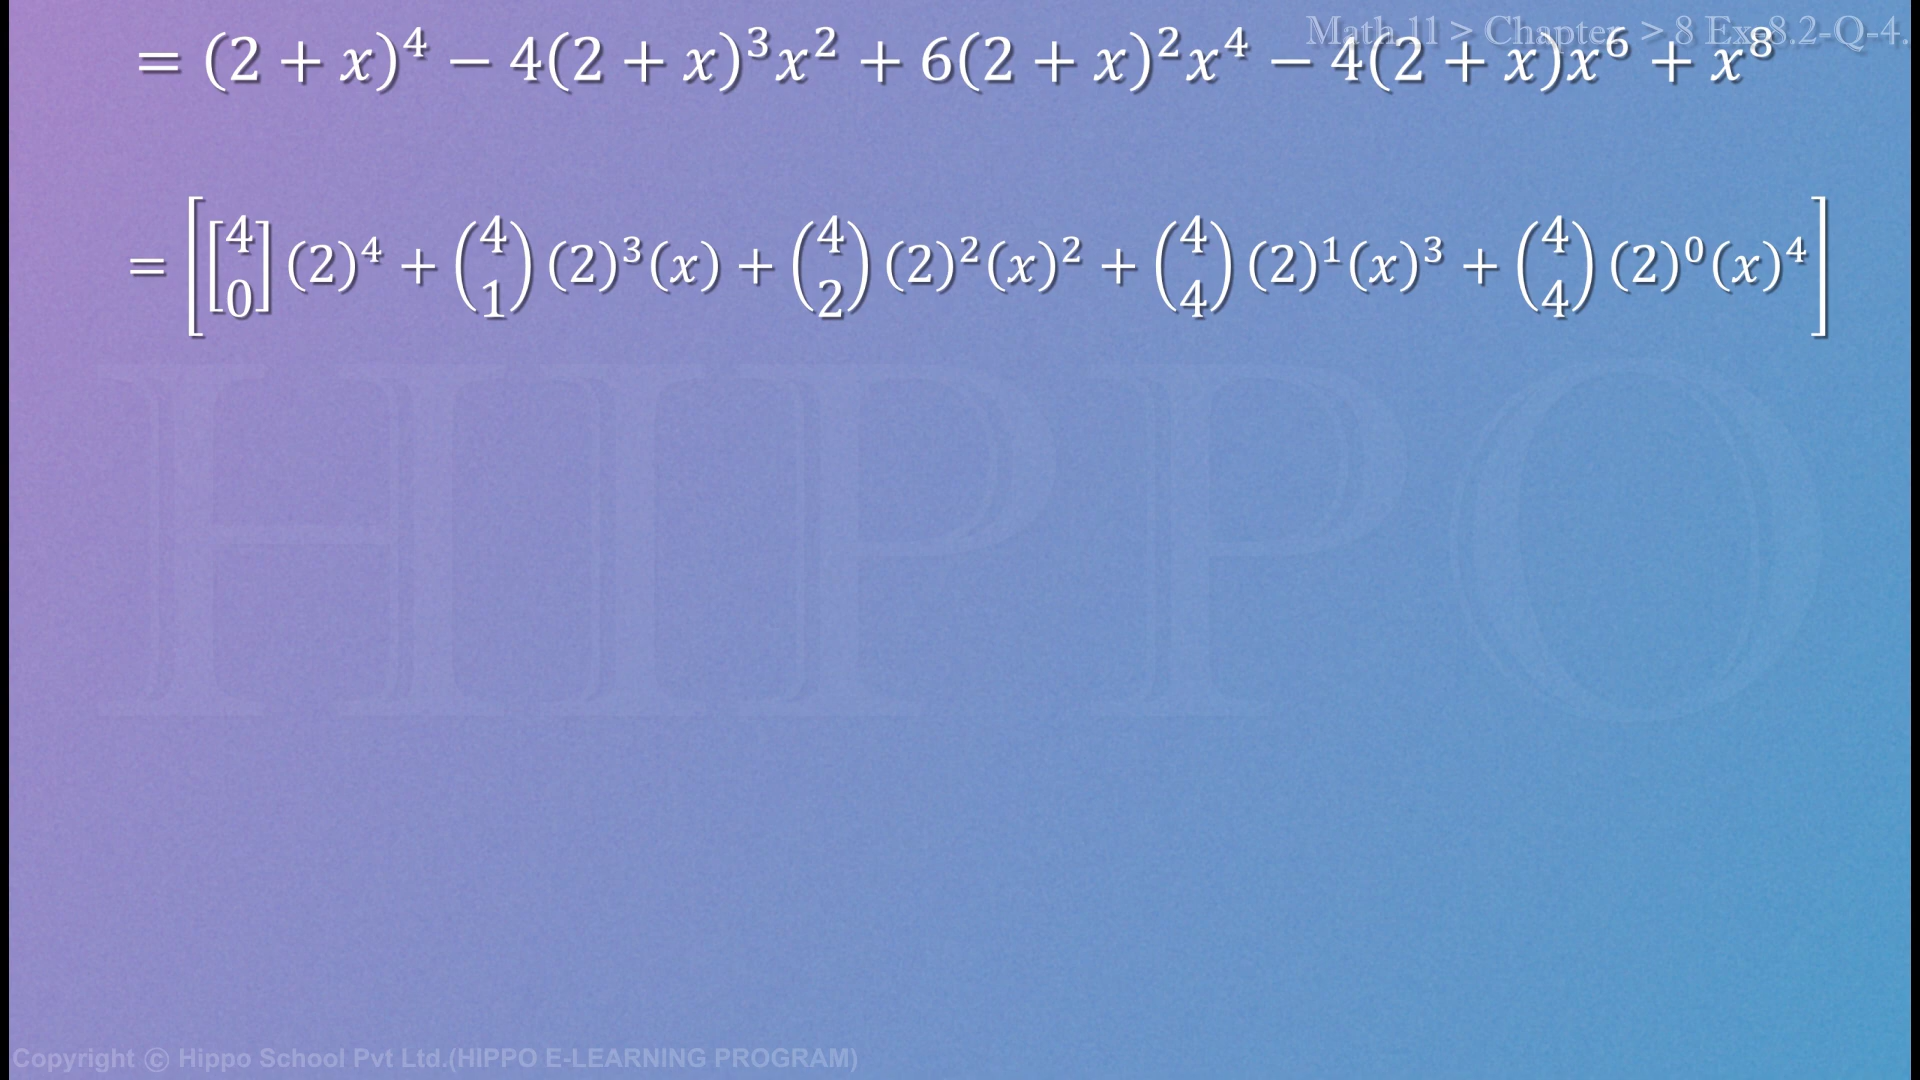 Math 11 > Chapter > 8 Ex-8.2-Q-4.
= (2 + x)⁴ − 4(2 + x)³x² + 6(2 + x)²x⁴ − 4(2 + x)x⁶ + x⁸
= [[4 0] (2)⁴ + (4 1) (2)³(x) + (4 2) (2)²(x)² + (4 4) (2)¹(x)³ + (4 4) (2)⁰(x)⁴]
HIPPO
Copyright © Hippo School Pvt Ltd.(HIPPO E-LEARNING PROGRAM)